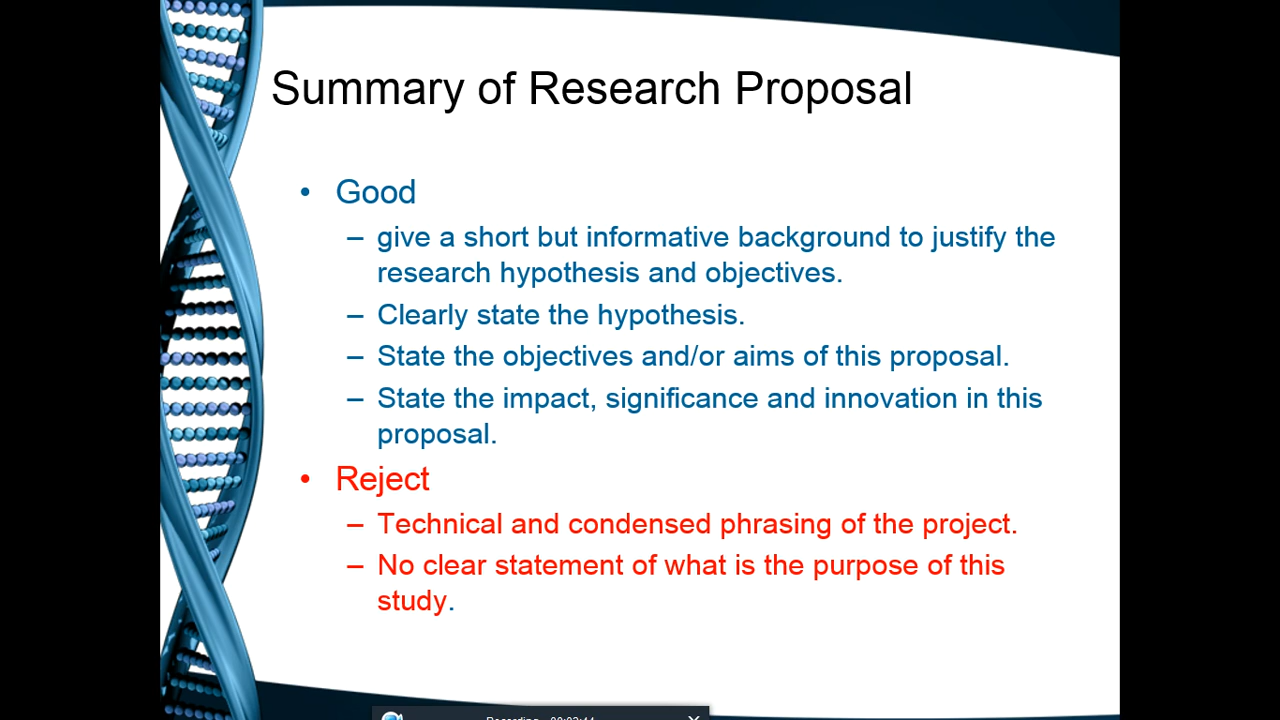 Summary of Research Proposal
• Good
– give a short but informative background to justify the
research hypothesis and objectives.
– Clearly state the hypothesis.
– State the objectives and/or aims of this proposal.
– State the impact, significance and innovation in this
proposal.
• Reject
– Technical and condensed phrasing of the project.
– No clear statement of what is the purpose of this
study.